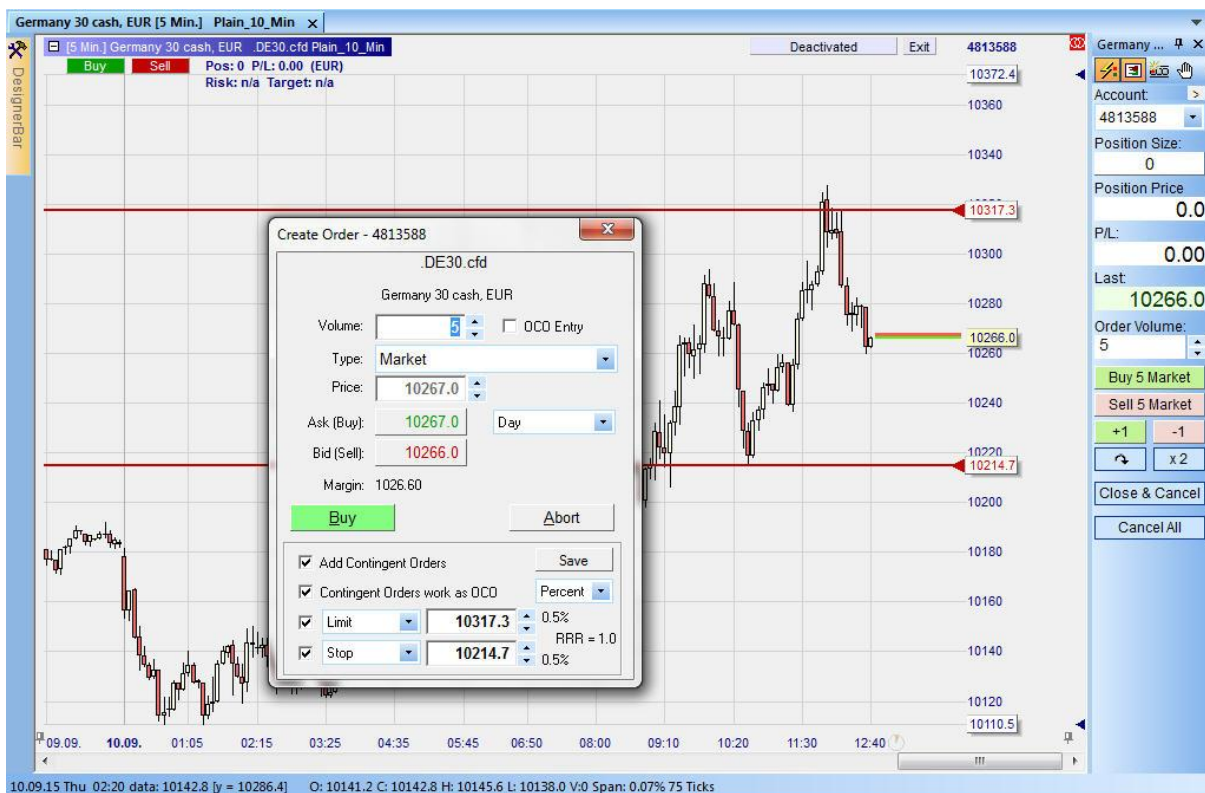 Germany 30 cash, EUR [5 Min.] Plain_10_Min x
DesignerBar
[5 Min.] Germany 30 cash, EUR .DE30.cfd Plain_10_Min
Deactivated Exit 4813588
Buy Sell Pos: 0 P/L: 0.00 (EUR)
Risk: n/a Target: n/a
10372.4
10360
10340
10317.3
10300
10280
10266.0
10260
10240
10220
10214.7
10200
10180
10160
10140
10120
10110.5
Create Order - 4813588
.DE30.cfd
Germany 30 cash, EUR
Volume: 5 OCO Entry
Type: Market
Price: 10267.0
Ask (Buy): 10267.0 Day
Bid (Sell): 10266.0
Margin: 1026.60
Buy Abort
Add Contingent Orders Save
Contingent Orders work as OCO Percent
Limit 10317.3 0.5%
RRR = 1.0
Stop 10214.7 0.5%
09.09. 10.09. 01:05 02:15 03:25 04:35 05:45 06:50 08:00 09:10 10:20 11:30 12:40
Germany ...
Account: >
4813588
Position Size:
0
Position Price
0.0
P/L:
0.00
Last:
10266.0
Order Volume:
5
Buy 5 Market
Sell 5 Market
+1 -1
x 2
Close & Cancel
Cancel All
10.09.15 Thu 02:20 data: 10142.8 [y = 10286.4] O: 10141.2 C: 10142.8 H: 10145.6 L: 10138.0 V:0 Span: 0.07% 75 Ticks